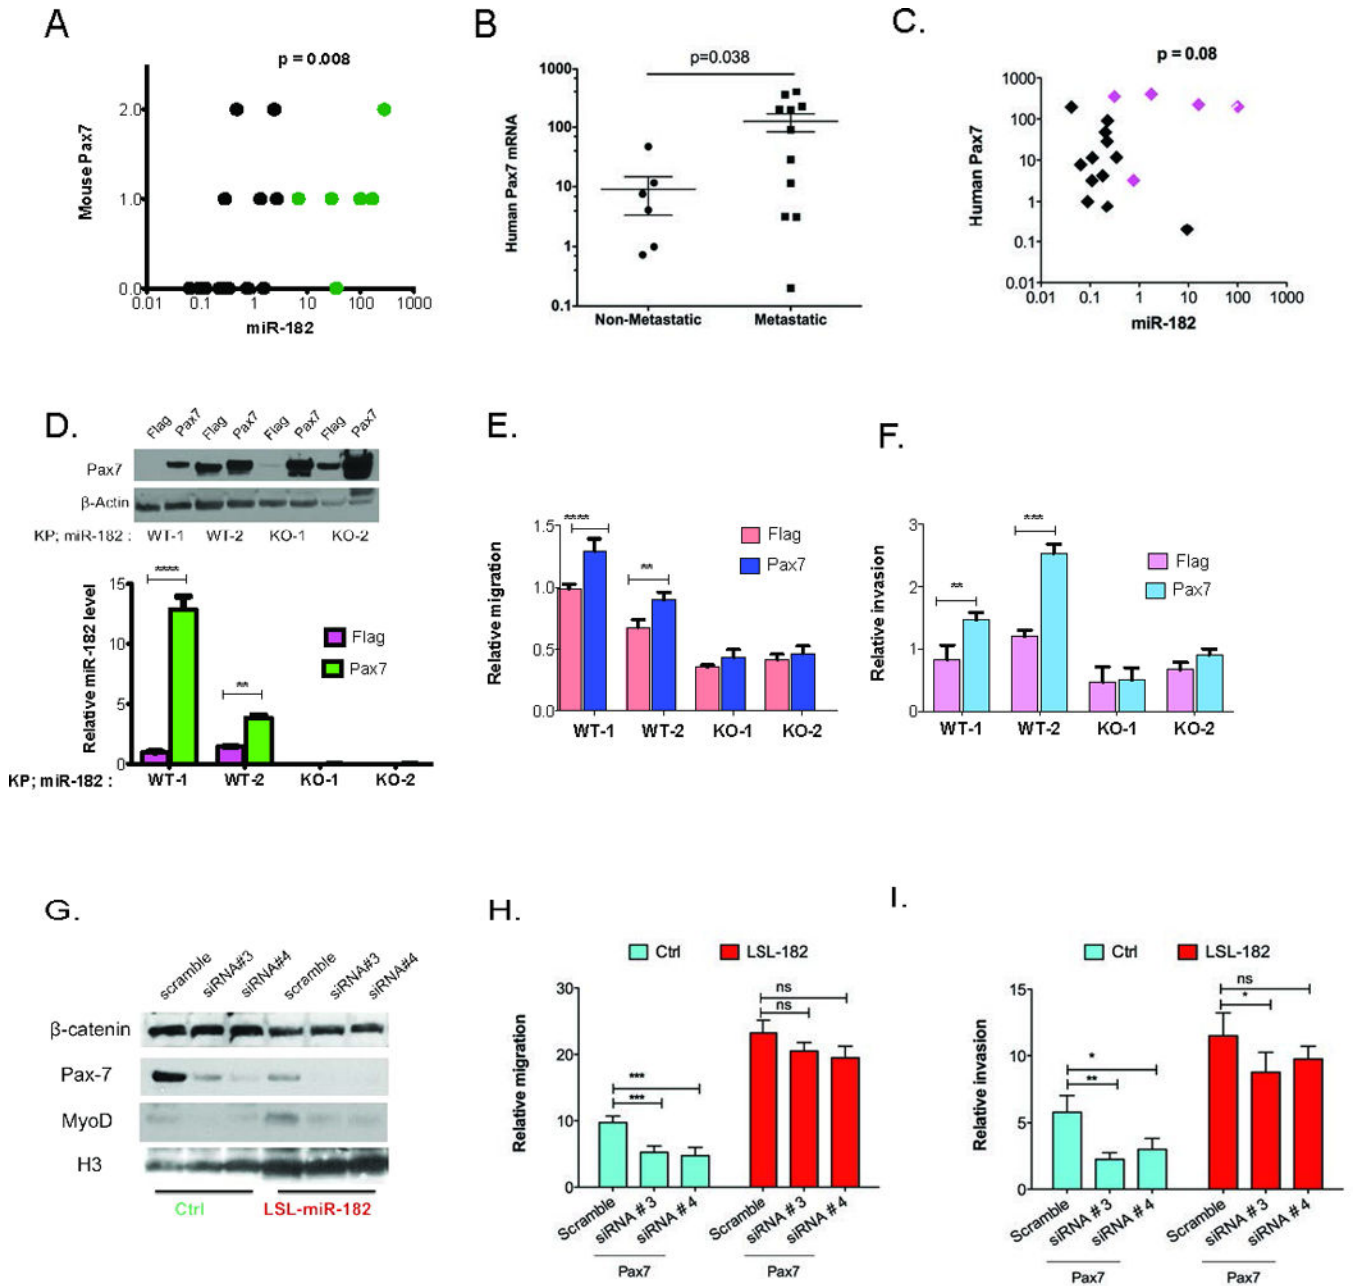 A
p = 0.008
Mouse Pax7
2.0
1.0
0.0
0.01 0.1 1 10 100 1000
miR-182
B
p=0.038
Human Pax7 mRNA
1000
100
10
1
0.1
Non-Metastatic Metastatic
C.
p = 0.08
Human Pax7
1000
100
10
1
0.1
0.01
0.01 0.1 1 10 100 1000
miR-182
D.
Flag Pax7 Flag Pax7 Flag Pax7 Flag Pax7
Pax7
β-Actin
KP; miR-182 : WT-1 WT-2 KO-1 KO-2
Relative miR-182 level
15
10
5
0
****
**
Flag
Pax7
KP; miR-182 : WT-1 WT-2 KO-1 KO-2
E.
Relative migration
1.5
1.0
0.5
0.0
****
**
Flag
Pax7
WT-1 WT-2 KO-1 KO-2
F.
Relative invasion
3
2
1
0
**
***
Flag
Pax7
WT-1 WT-2 KO-1 KO-2
G.
scramble siRNA#3 siRNA#4 scramble siRNA#3 siRNA#4
β-catenin
Pax-7
MyoD
H3
Ctrl LSL-miR-182
H.
Ctrl LSL-182
Relative migration
30
20
10
0
***
***
ns
ns
Scramble siRNA #3 siRNA #4 Scramble siRNA #3 siRNA #4
Pax7 Pax7
I.
Ctrl LSL-182
Relative invasion
15
10
5
0
*
**
ns
*
Scramble siRNA #3 siRNA #4 Scramble siRNA #3 siRNA #4
Pax7 Pax7